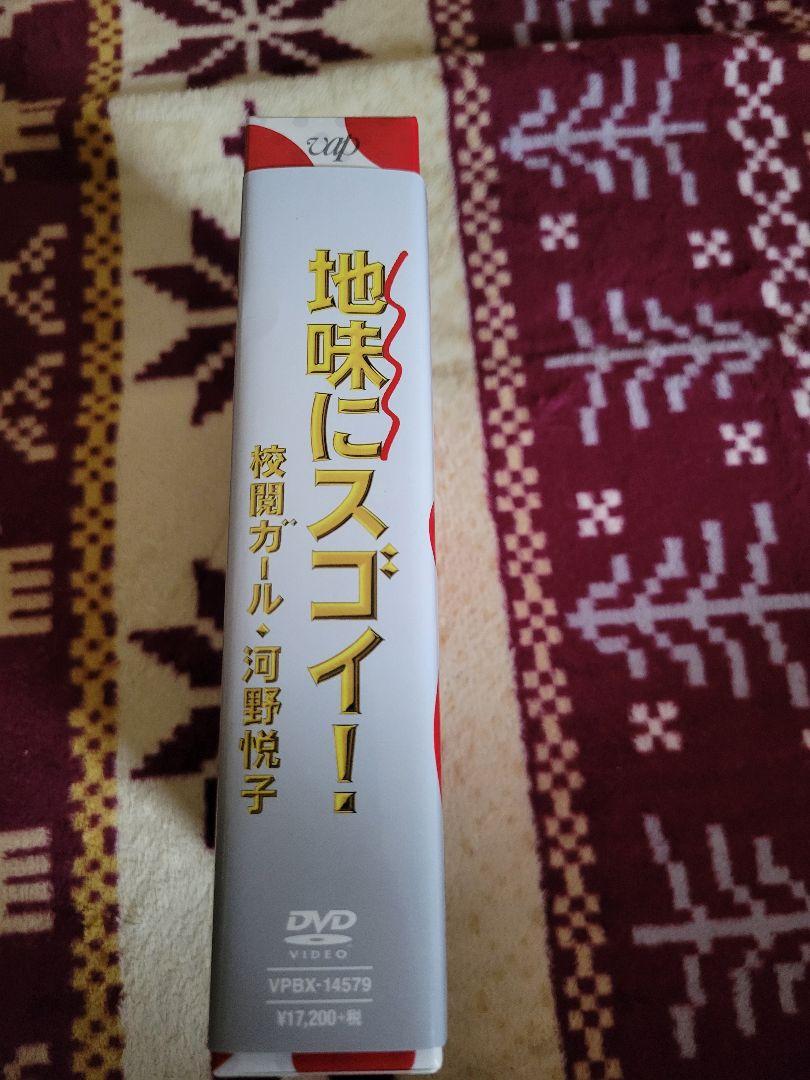 vap
地味にスゴイ!
校閲ガール・河野悦子
DVD
VIDEO
VPBX-14579
¥17,200+税